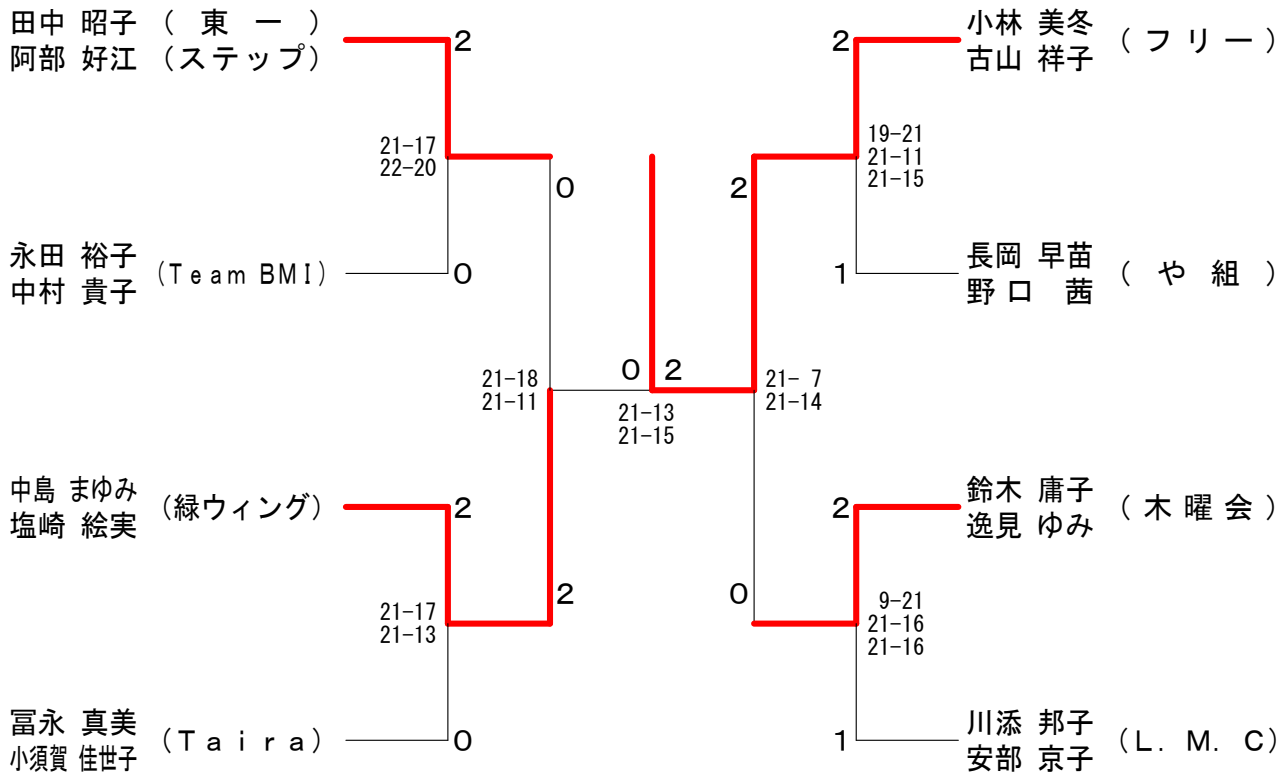 田中 昭子 ( 東 一 )
阿部 好江 (ステップ)
2
21-17
22-20
0
永田 裕子
中村 貴子 (Team BMI)
0
21-18
21-11
中島 まゆみ
塩崎 絵実 (緑ウィング)
2
21-17
21-13
2
冨永 真美
小須賀 佳世子 (Taira)
0
0 2
21-13
21-15
小林 美冬
古山 祥子 (フリー)
2
19-21
21-11
21-15
2
長岡 早苗
野口 茜 ( や 組 )
1
21- 7
21-14
鈴木 庸子
逸見 ゆみ (木曜会)
2
9-21
21-16
21-16
0
川添 邦子
安部 京子 (L. M. C)
1